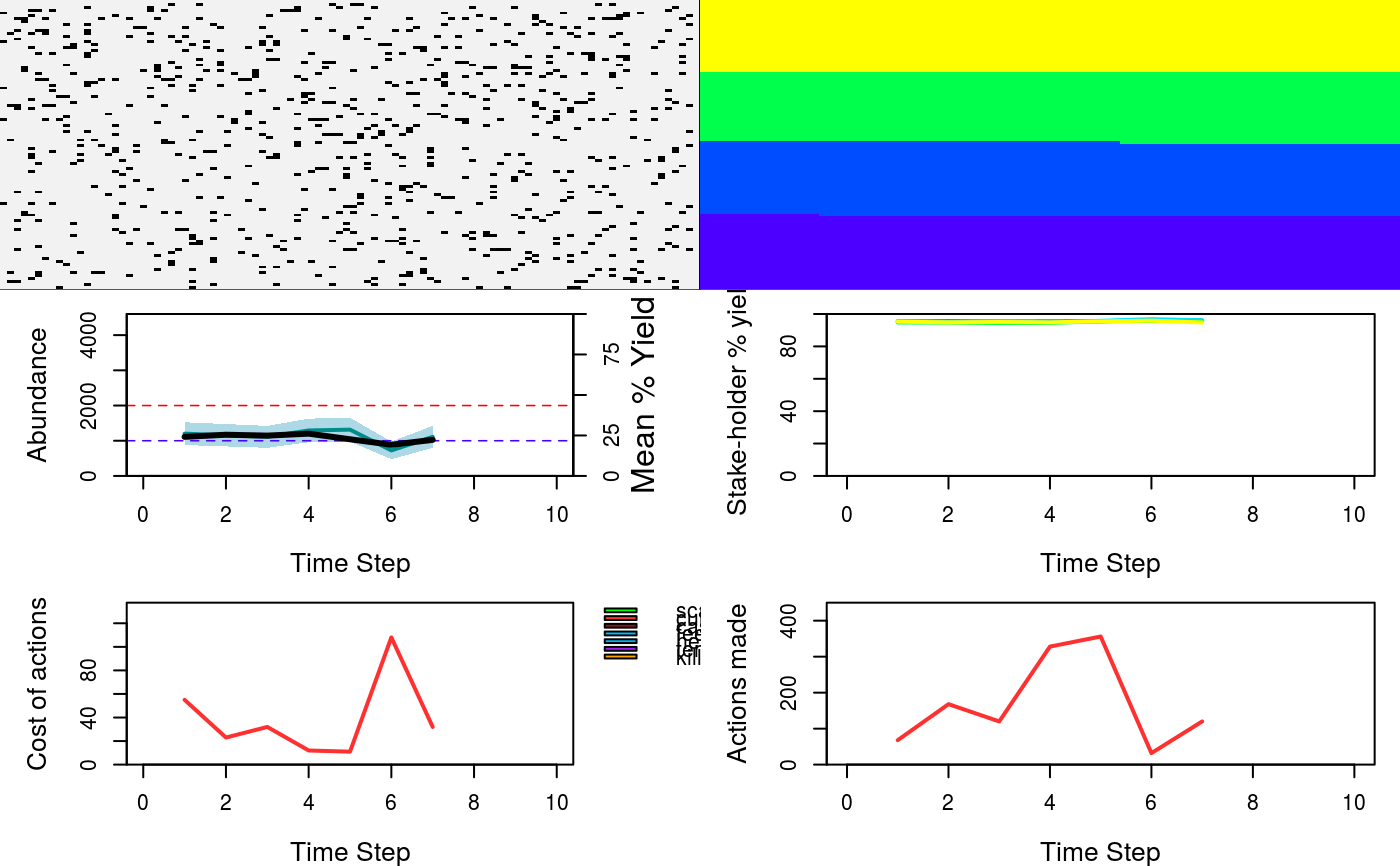 Abundance
0 2000 4000
0 25 75
Mean % Yield
0 2 4 6 8 10
Time Step
Stake-holder % yiel
0 40 80
0 2 4 6 8 10
Time Step
Cost of actions
0 40 80
0 2 4 6 8 10
Time Step
kill
Actions made
0 200 400
0 2 4 6 8 10
Time Step